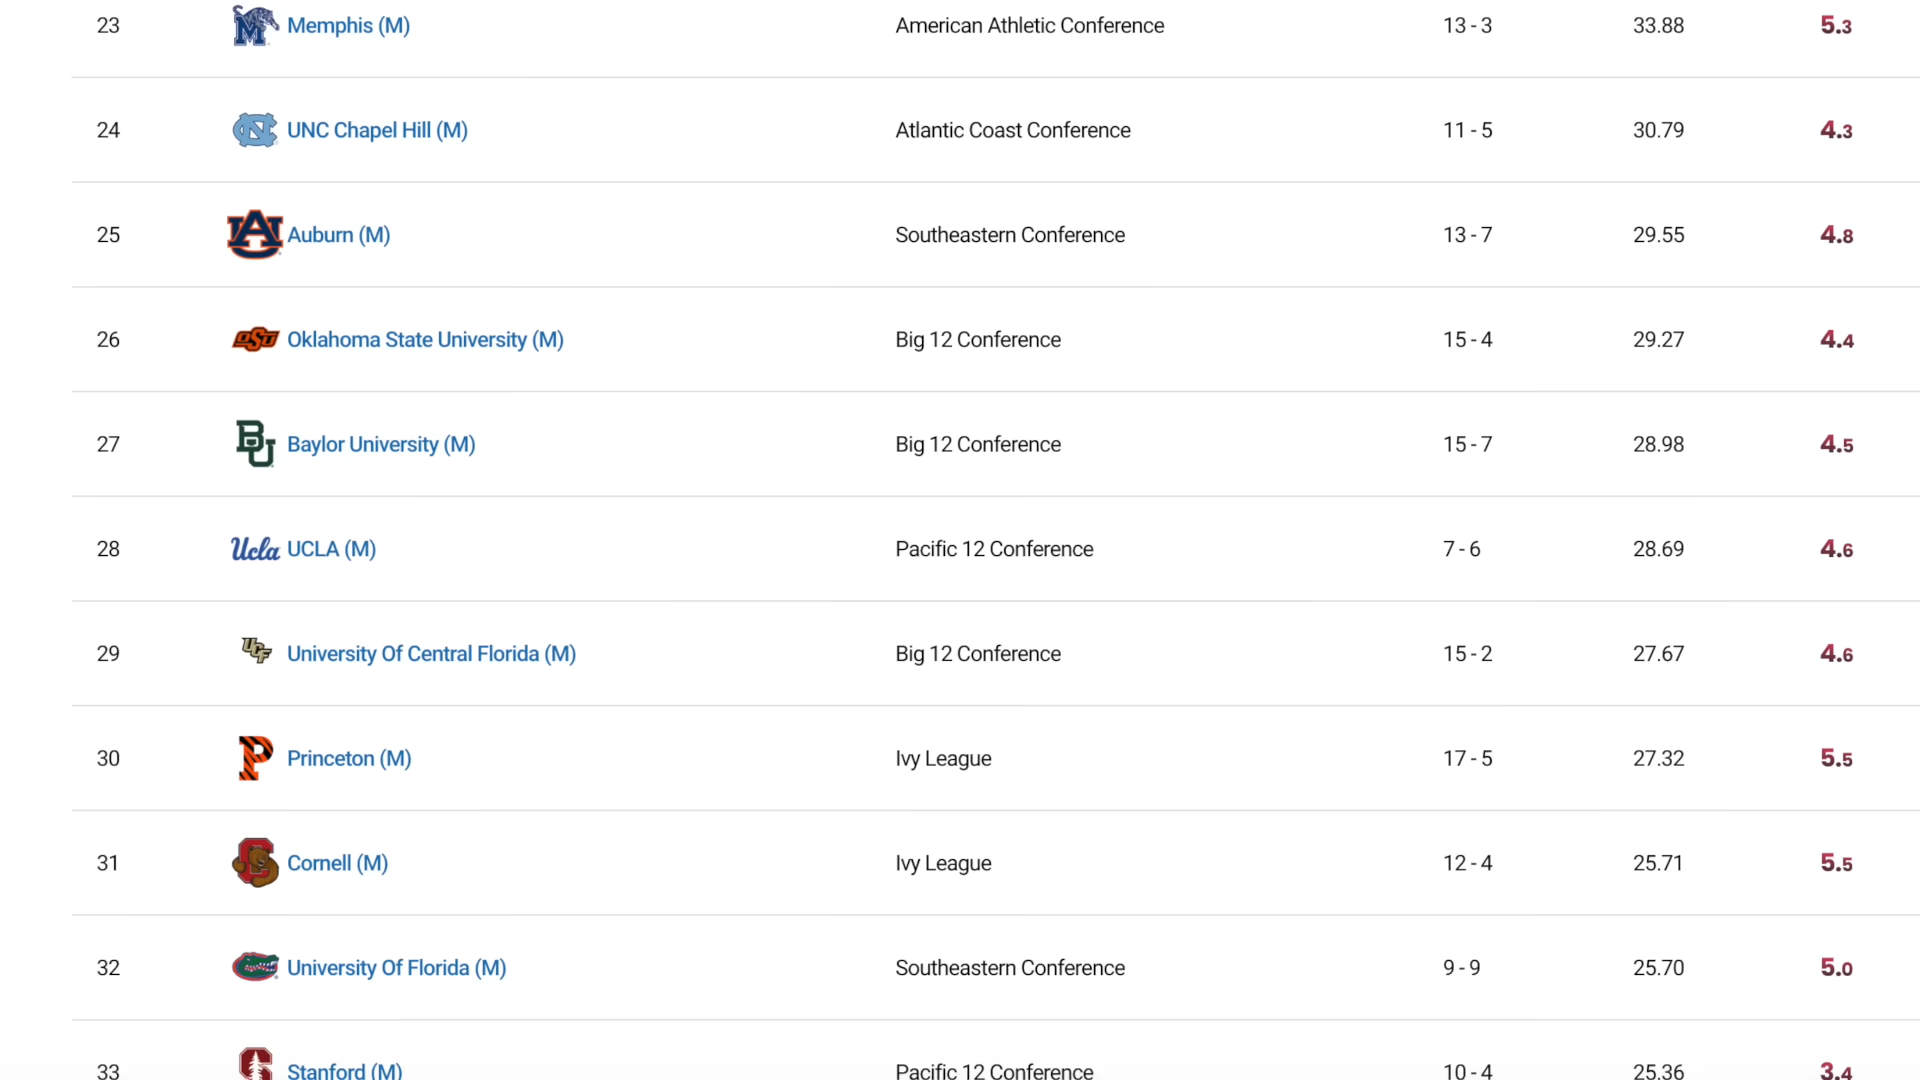 23 Memphis (M) American Athletic Conference 13 - 3 33.88 5.3
24 UNC Chapel Hill (M) Atlantic Coast Conference 11 - 5 30.79 4.3
25 Auburn (M) Southeastern Conference 13 - 7 29.55 4.8
26 OSU Oklahoma State University (M) Big 12 Conference 15 - 4 29.27 4.4
27 BU Baylor University (M) Big 12 Conference 15 - 7 28.98 4.5
28 Ucla UCLA (M) Pacific 12 Conference 7 - 6 28.69 4.6
29 UCF University Of Central Florida (M) Big 12 Conference 15 - 2 27.67 4.6
30 P Princeton (M) Ivy League 17 - 5 27.32 5.5
31 Cornell (M) Ivy League 12 - 4 25.71 5.5
32 University Of Florida (M) Southeastern Conference 9 - 9 25.70 5.0
33 Stanford (M) Pacific 12 Conference 10 - 4 25.36 3.4